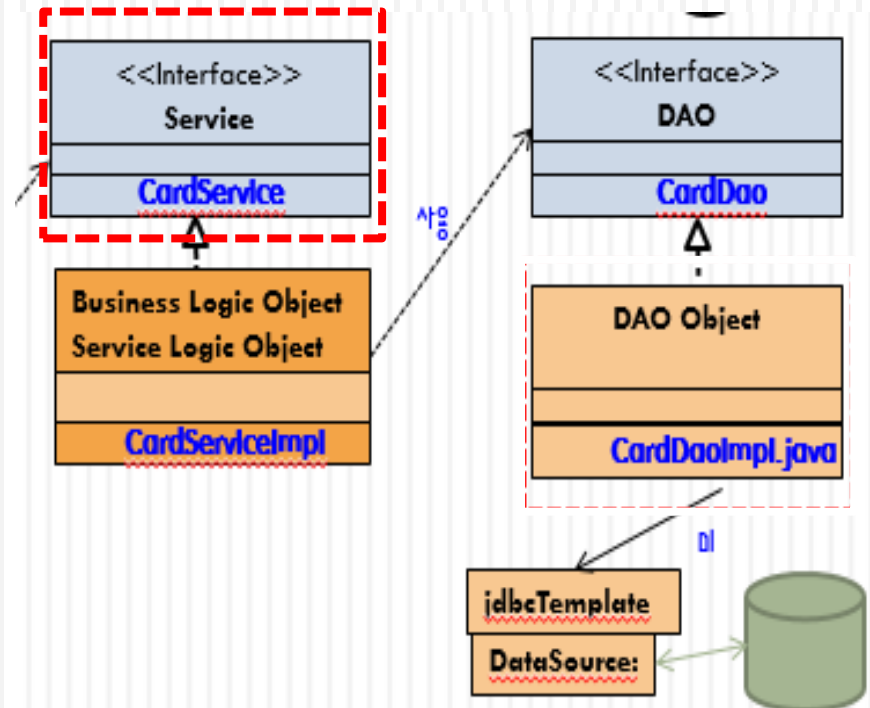 <<Interface>>
Service
CardService
Business Logic Object
Service Logic Object
CardServiceImpl
사용
<<Interface>>
DAO
CardDao
DAO Object
CardDaoImpl.java
jdbcTemplate
DataSource: